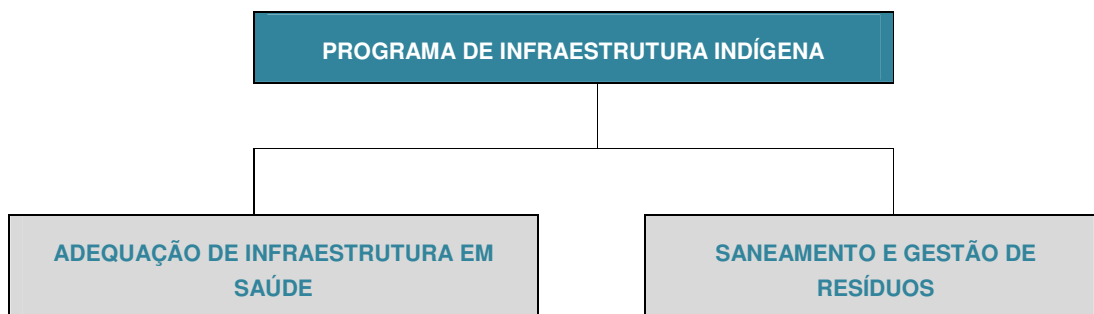 PROGRAMA DE INFRAESTRUTURA INDÍGENA
ADEQUAÇÃO DE INFRAESTRUTURA EM
SAÚDE
SANEAMENTO E GESTÃO DE
RESÍDUOS